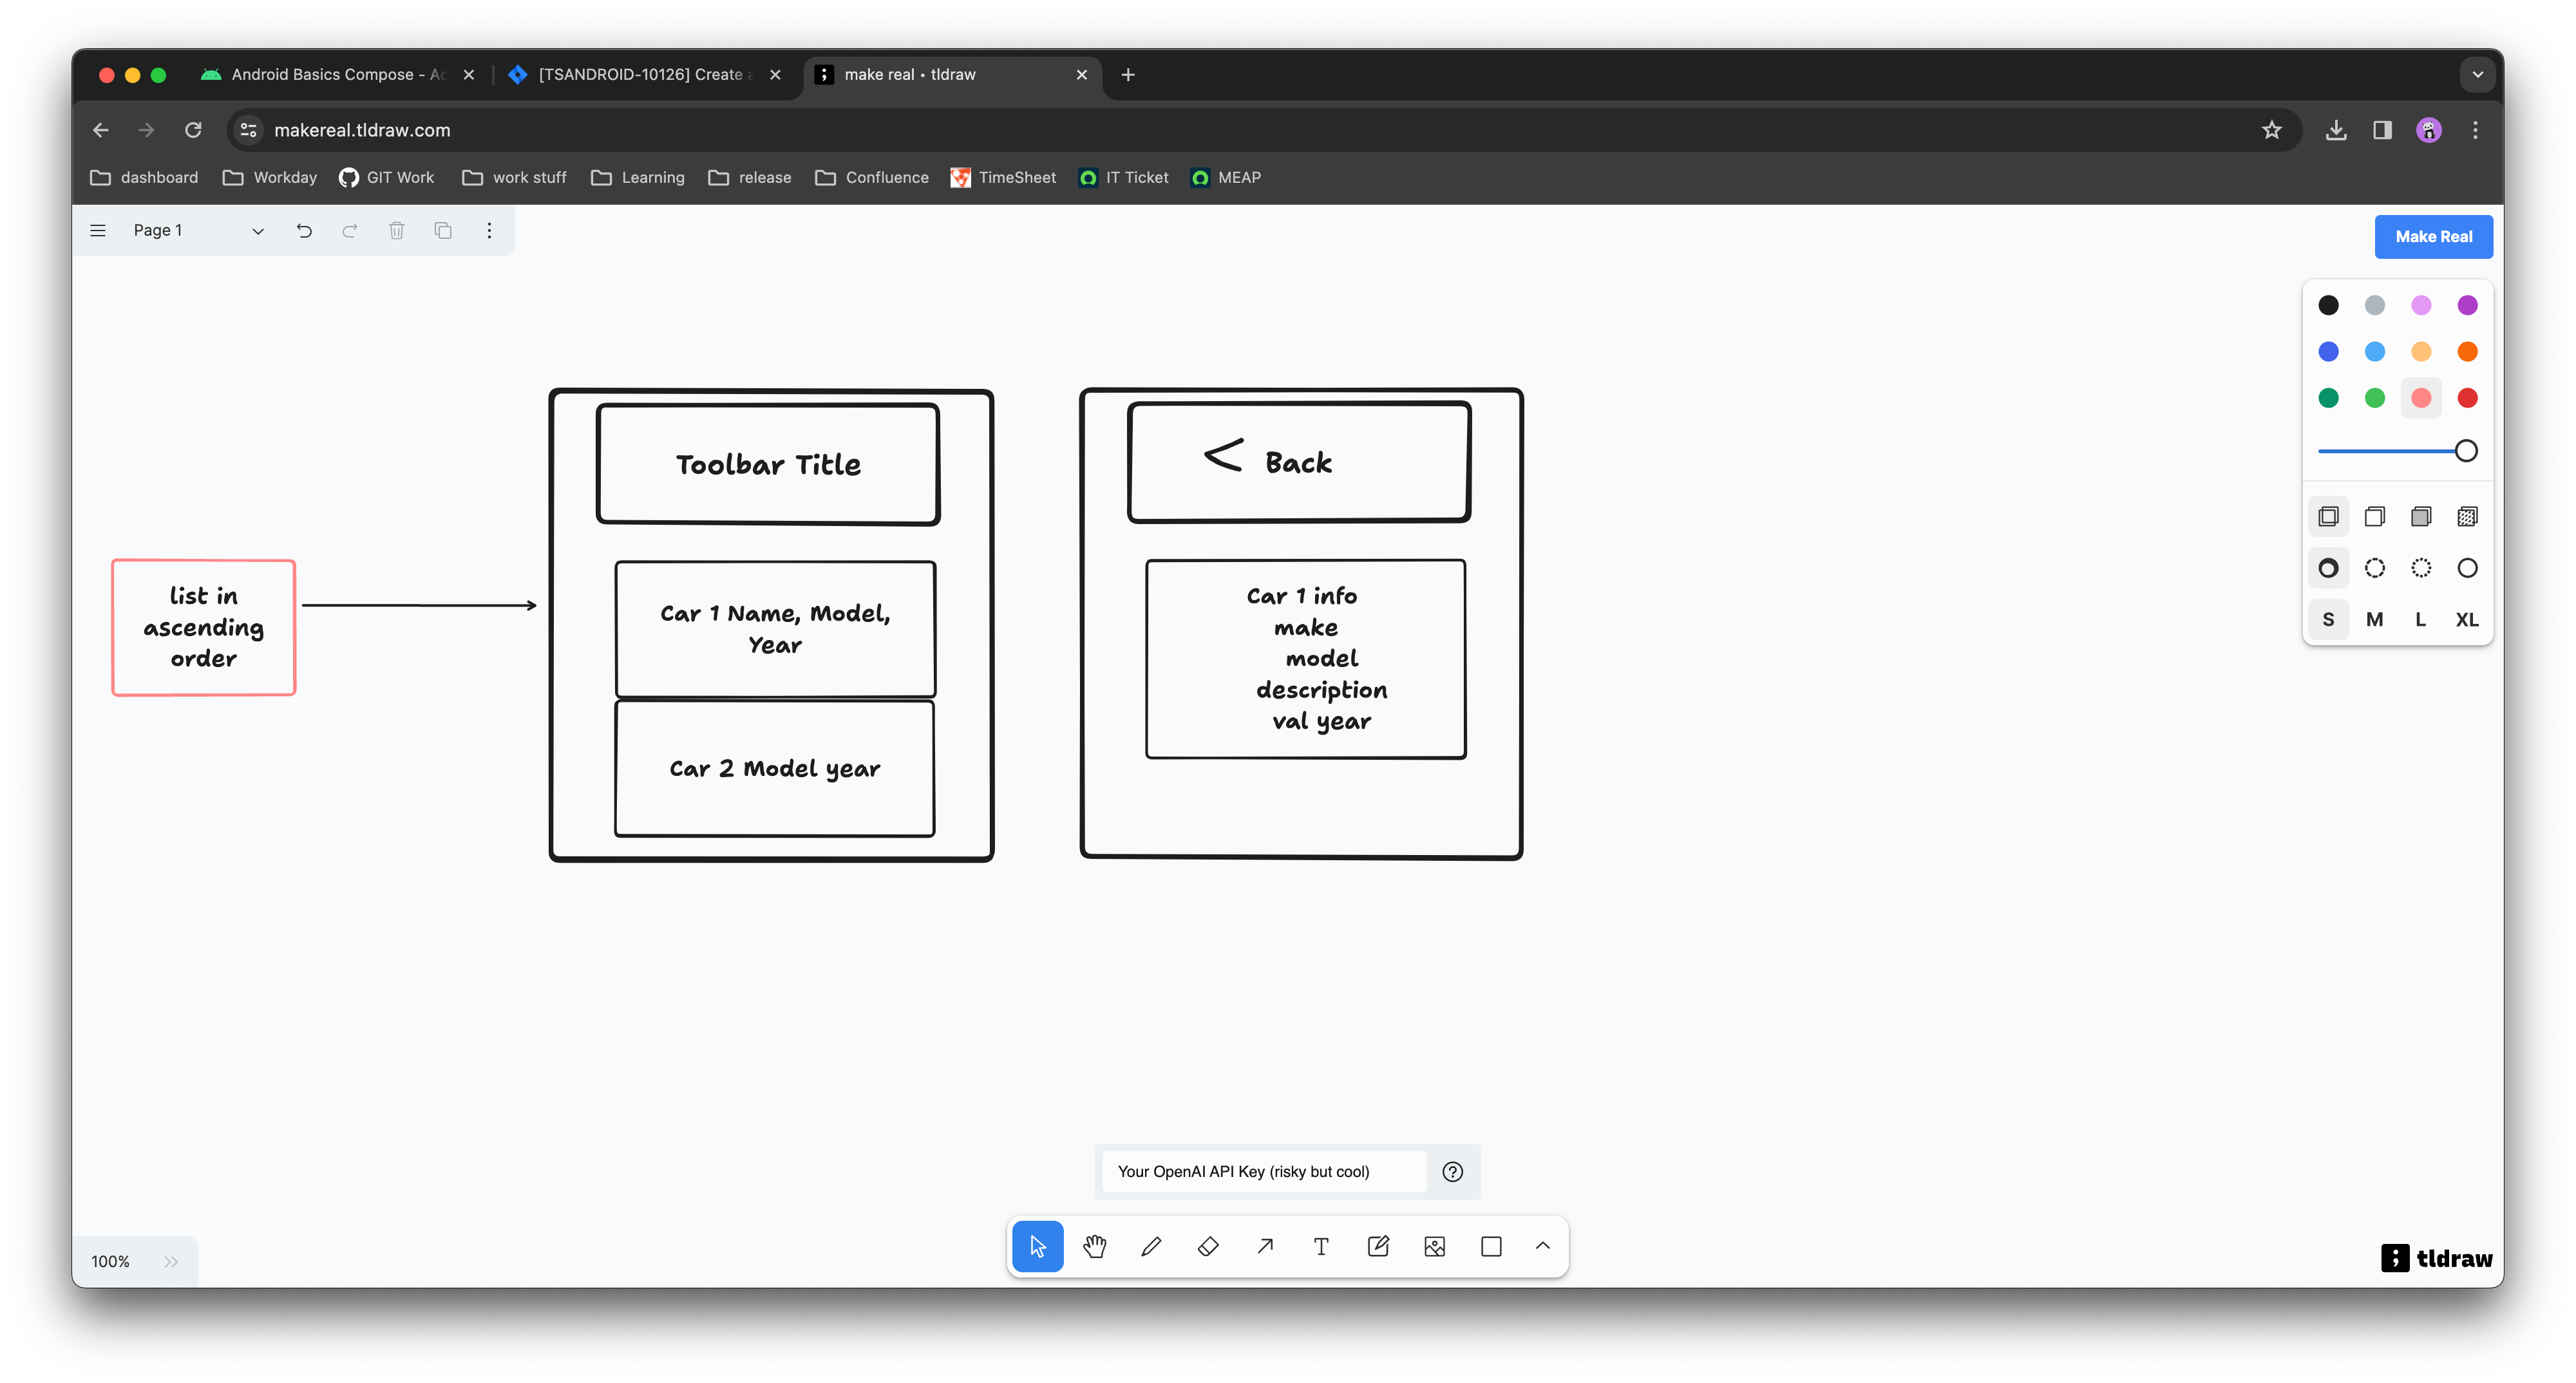 Android Basics Compose - Ac
[TSANDROID-10126] Create a
make real • tldraw
makereal.tldraw.com
dashboard
Workday
GIT Work
work stuff
Learning
release
Confluence
TimeSheet
IT Ticket
MEAP
Page 1
Make Real
Toolbar Title
< Back
list in
ascending
order
Car 1 Name, Model,
Year
Car 2 Model year
Car 1 info
make
model
description
val year
S M L XL
Your OpenAI API Key (risky but cool)
100%
tldraw